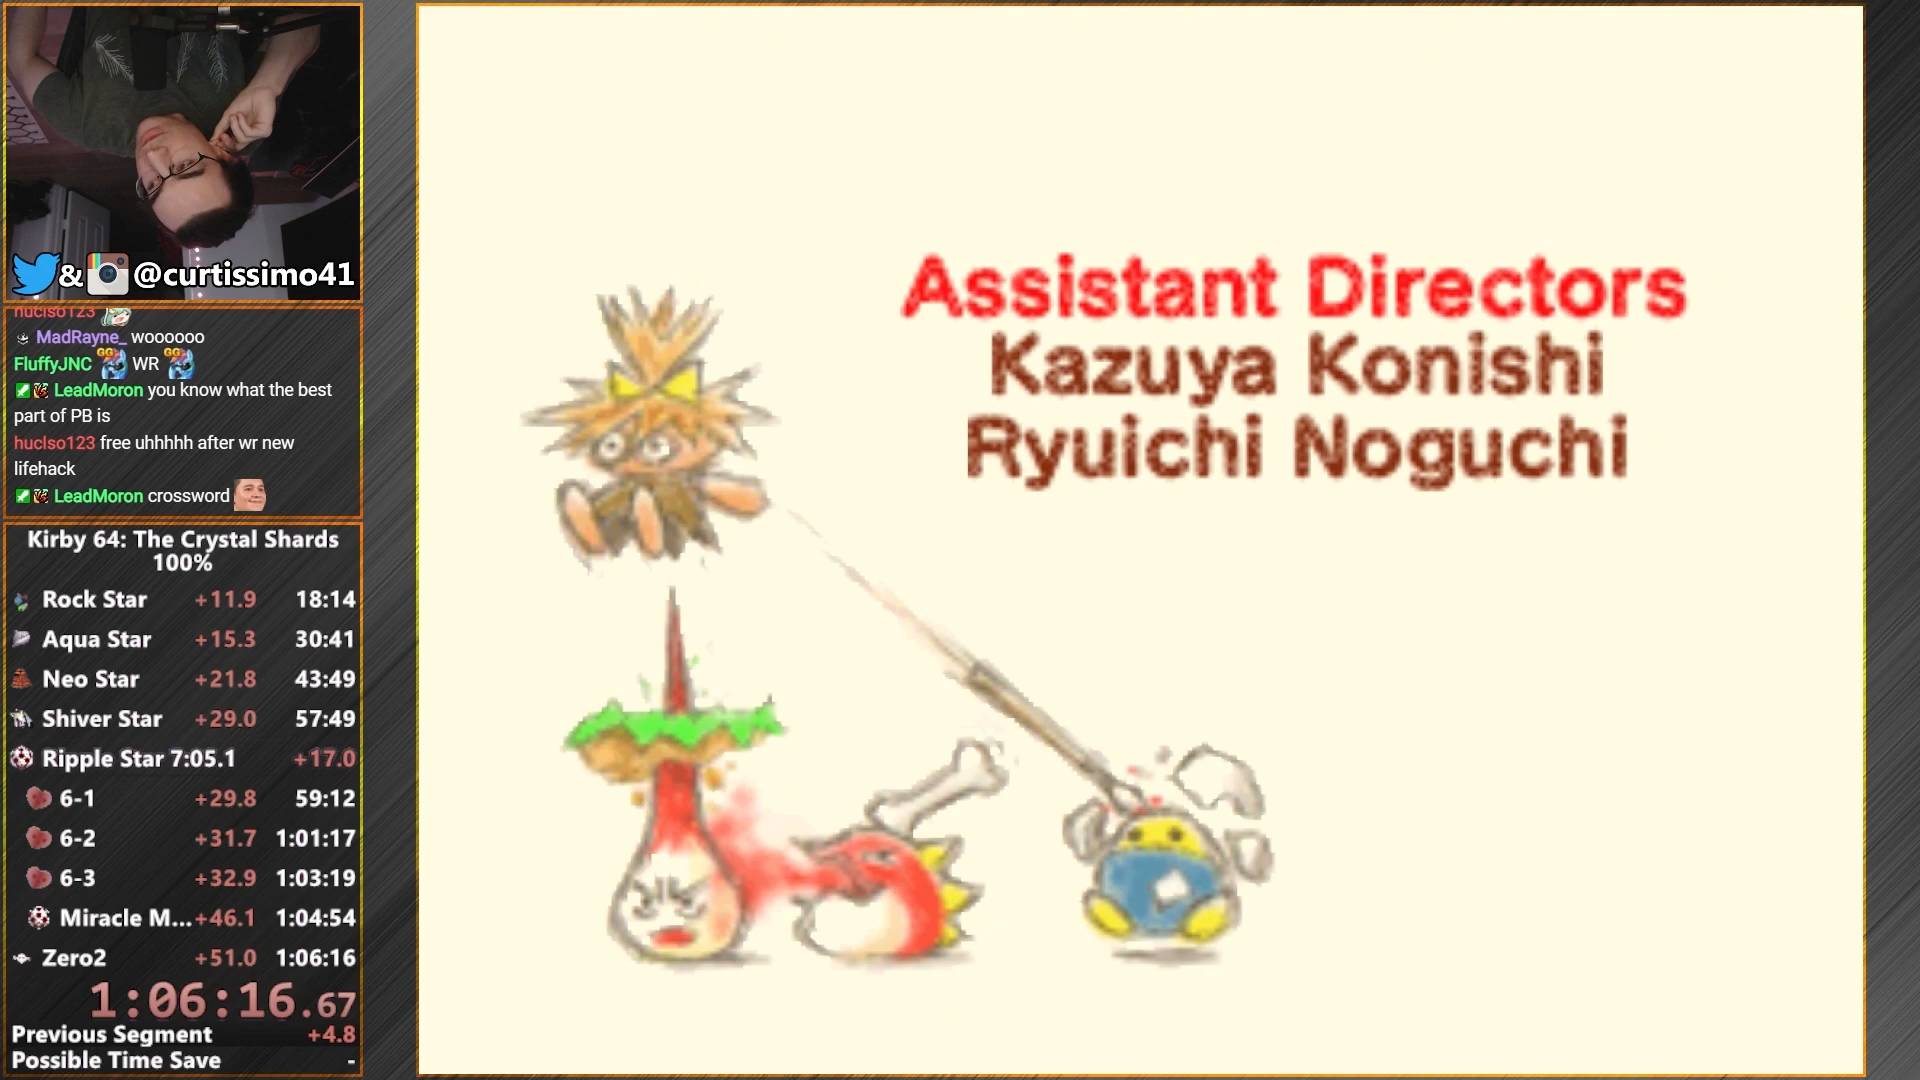 & @curtissimo41
huclso123
MadRayne_ woooooo
FluffyJNC GG WR GG
LeadMoron you know what the best
part of PB is
huclso123 free uhhhhh after wr new
lifehack
LeadMoron crossword
Kirby 64: The Crystal Shards
100%
Rock Star +11.9 18:14
Aqua Star +15.3 30:41
Neo Star +21.8 43:49
Shiver Star +29.0 57:49
Ripple Star 7:05.1 +17.0
6-1 +29.8 59:12
6-2 +31.7 1:01:17
6-3 +32.9 1:03:19
Miracle M... +46.1 1:04:54
Zero2 +51.0 1:06:16
1:06:16.67
Previous Segment +4.8
Possible Time Save -
Assistant Directors
Kazuya Konishi
Ryuichi Noguchi